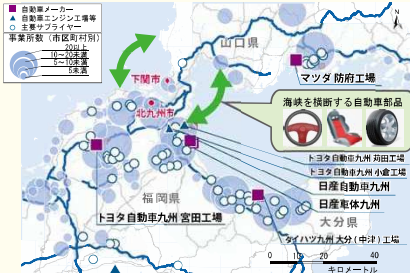 自動車メーカー
自動車エンジン工場等
主要サプライヤー
事業所数（市区町村別）
20以上
10～20未満
5～10未満
5未満
N
山口県
下関市
北九州市
マツダ 防府工場
海峡を横断する自動車部品
トヨタ自動車九州 苅田工場
トヨタ自動車九州 小倉工場
日産自動車九州
日産車体九州
福岡県
トヨタ自動車九州 宮田工場
大分県
ダイハツ九州 大分（中津）工場
0 10 20 40
キロメートル